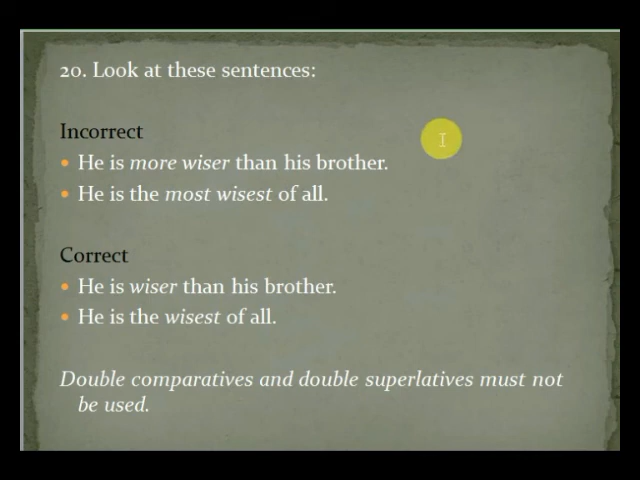 20. Look at these sentences:
Incorrect
• He is more wiser than his brother.
• He is the most wisest of all.
Correct
• He is wiser than his brother.
• He is the wisest of all.
Double comparatives and double superlatives must not
be used.